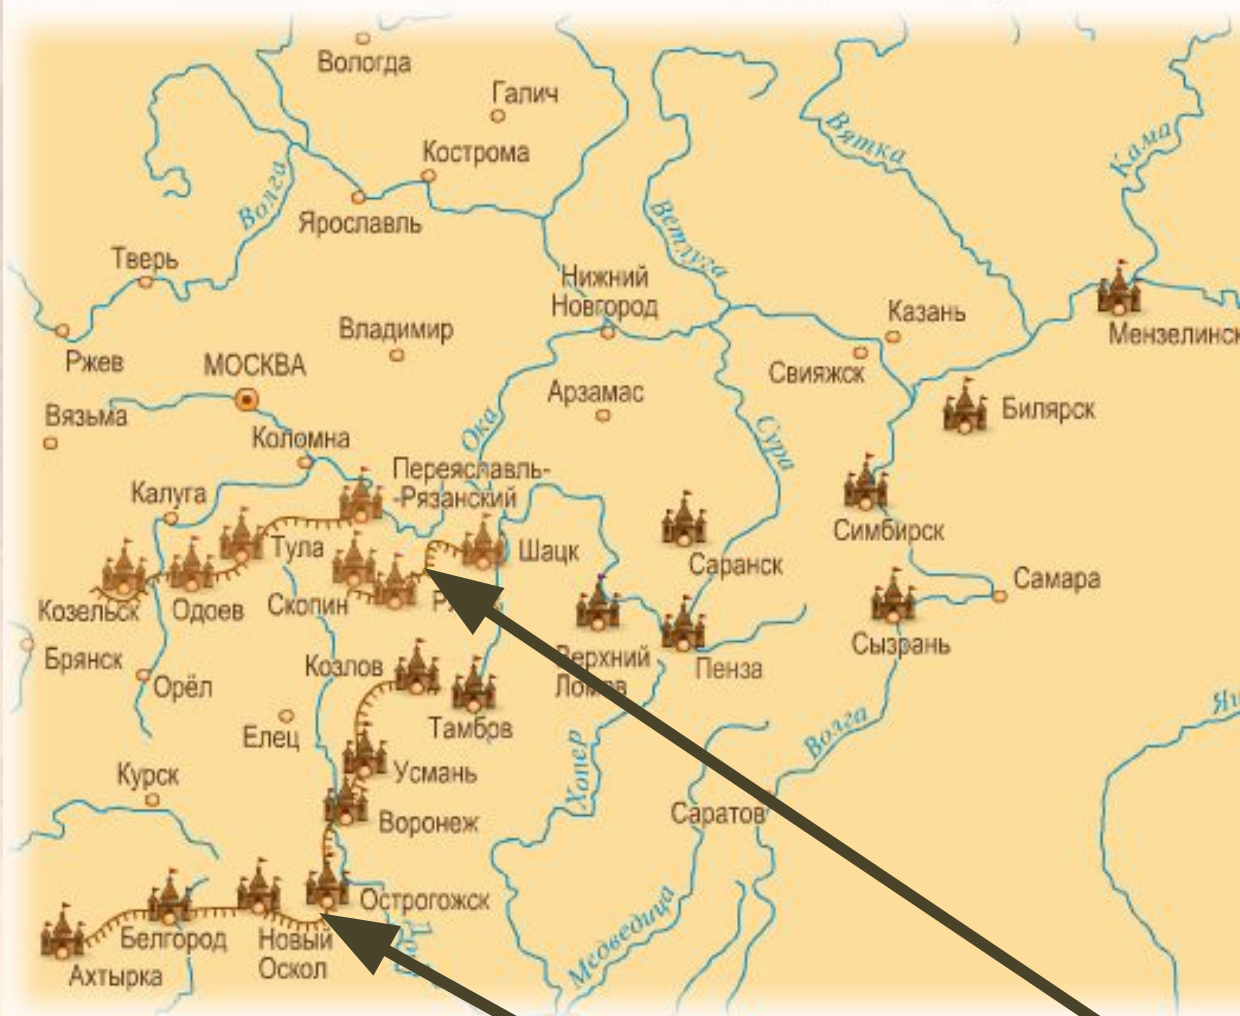 Вологда
Галич
Кострома
Вятка
Кама
Волга
Ярославль
Ветлуга
Тверь
Нижний
Новгород
Казань
Владимир
Мензелинск
Ржев
МОСКВА
Свияжск
Арзамас
Вязьма
Билярск
Коломна
Ока
Сура
Переяславль-
-Рязанский
Калуга
Симбирск
Тула
Шацк
Саранск
Самара
Козельск
Одоев
Скопин
Сызрань
Брянск
Козлов
Верхний
Ломов
Пенза
Орёл
Тамбов
Елец
Волга
Хопер
Курск
Усмань
Саратов
Воронеж
Острогожск
Белгород
Новый
Оскол
Медведица
Ахтырка